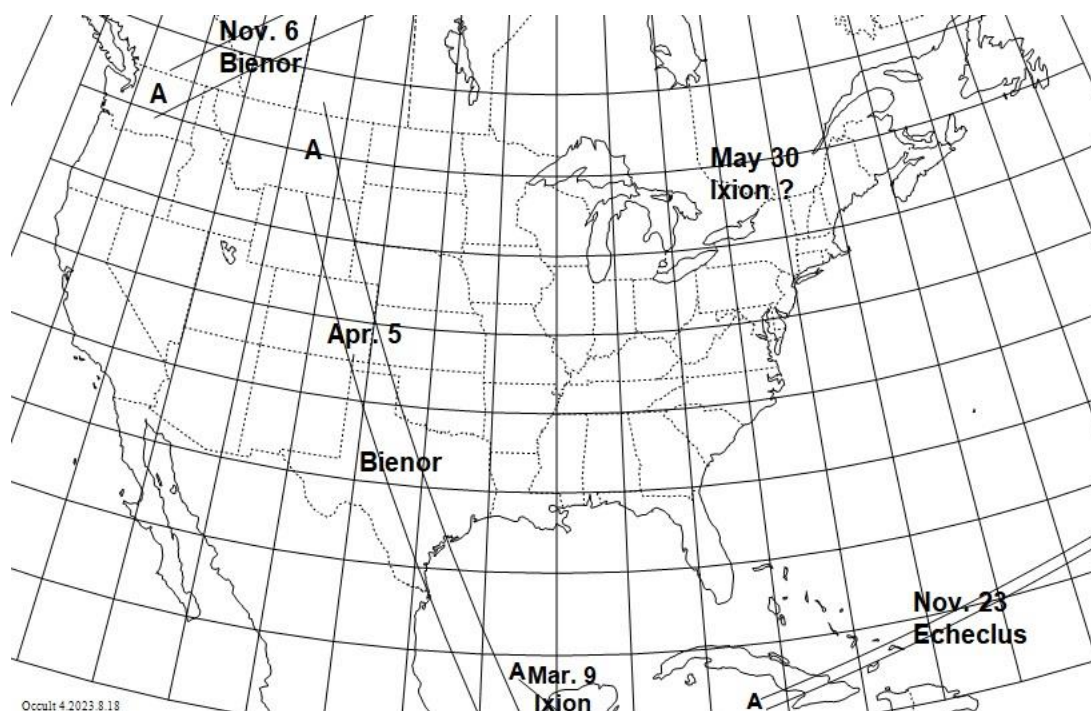 Nov. 6
Bienor
A
A
May 30
Ixion ?
Apr. 5
Bienor
Nov. 23
Echeclus
A Mar. 9
Ixion
A
Occult 4.2023.8.18